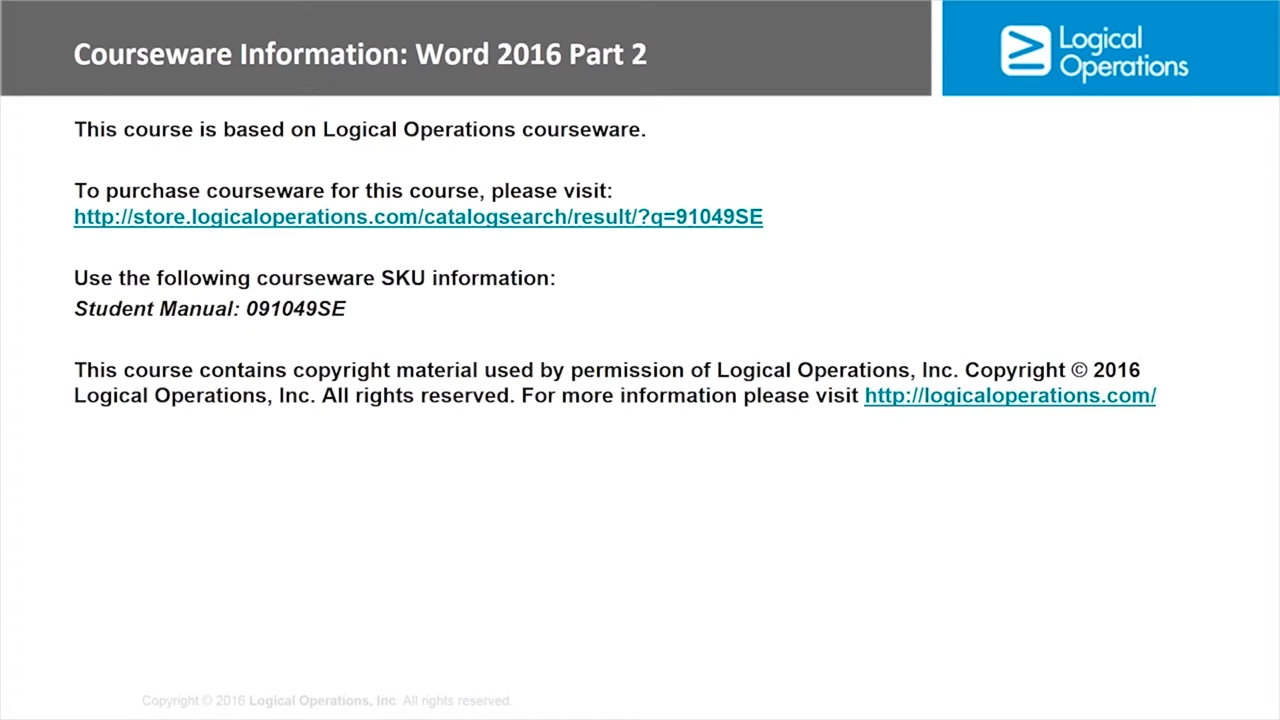 Courseware Information: Word 2016 Part 2
Logical
Operations
This course is based on Logical Operations courseware.
To purchase courseware for this course, please visit:
http://store.logicaloperations.com/catalogsearch/result/?q=91049SE
Use the following courseware SKU information:
Student Manual: 091049SE
This course contains copyright material used by permission of Logical Operations, Inc. Copyright © 2016
Logical Operations, Inc. All rights reserved. For more information please visit http://logicaloperations.com/
Copyright © 2016 Logical Operations, Inc. All rights reserved.